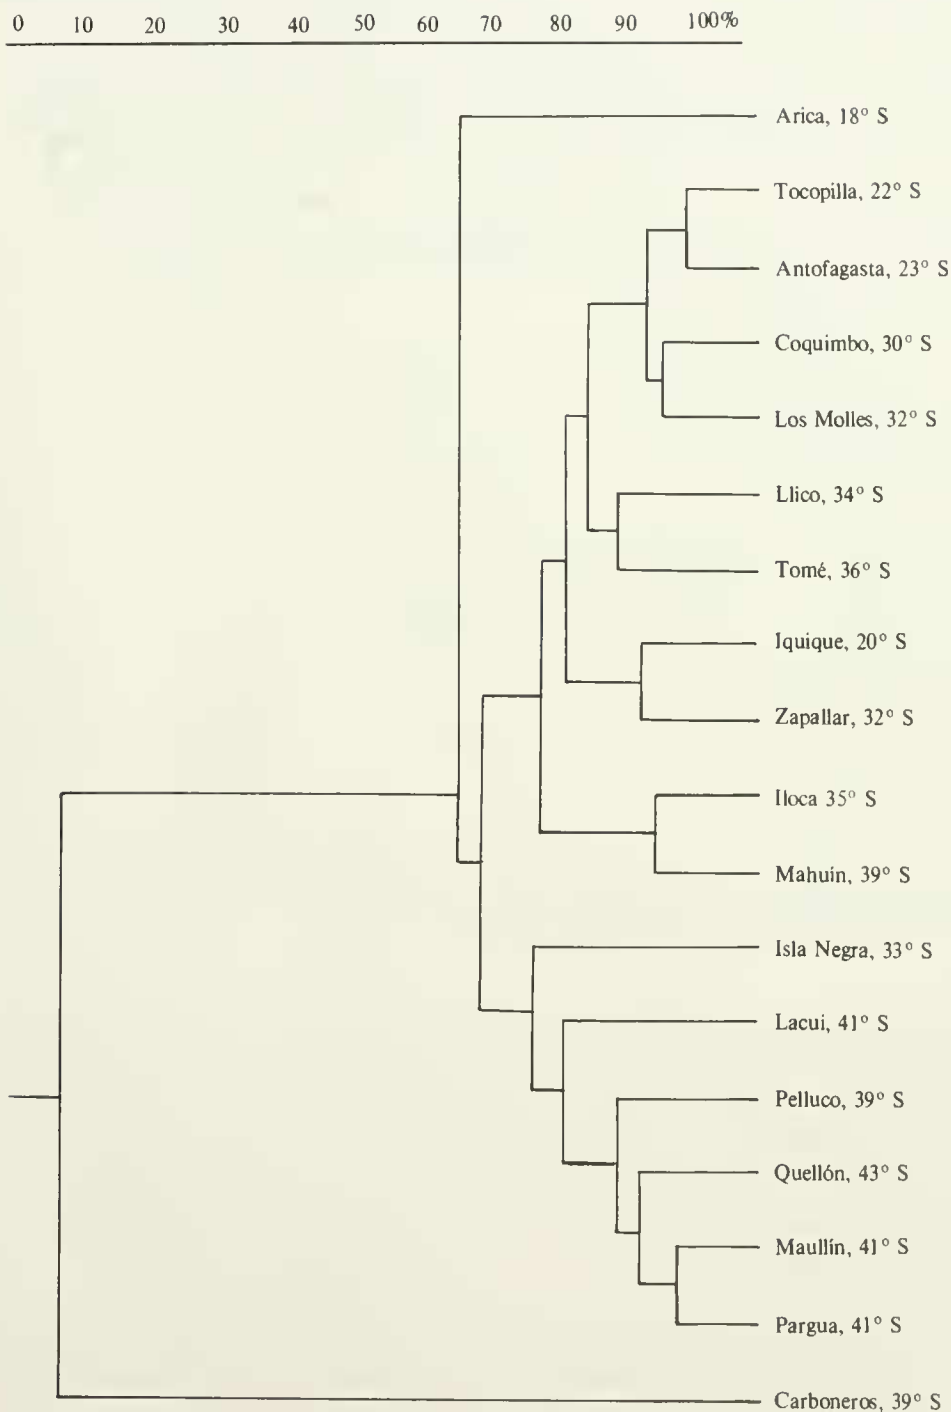 0 10 20 30 40 50 60 70 80 90 100%
Arica, 18° S
Tocopilla, 22° S
Antofagasta, 23° S
Coquimbo, 30° S
Los Molles, 32° S
Llico, 34° S
Tomé, 36° S
Iquique, 20° S
Zapallar, 32° S
Iloca 35° S
Mahuin, 39° S
Isla Negra, 33° S
Lacui, 41° S
Pelluco, 39° S
Quellón, 43° S
Maullín, 41° S
Pargua, 41° S
Carboneros, 39° S